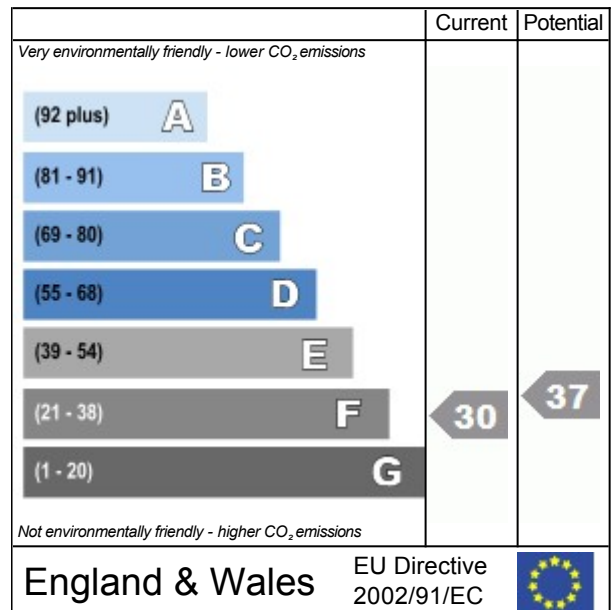 Current Potential
Very environmentally friendly - lower CO₂ emissions
(92 plus) A
(81 - 91) B
(69 - 80) C
(55 - 68) D
(39 - 54) E
(21 - 38) F 30 37
(1 - 20) G
Not environmentally friendly - higher CO₂ emissions
England & Wales
EU Directive
2002/91/EC